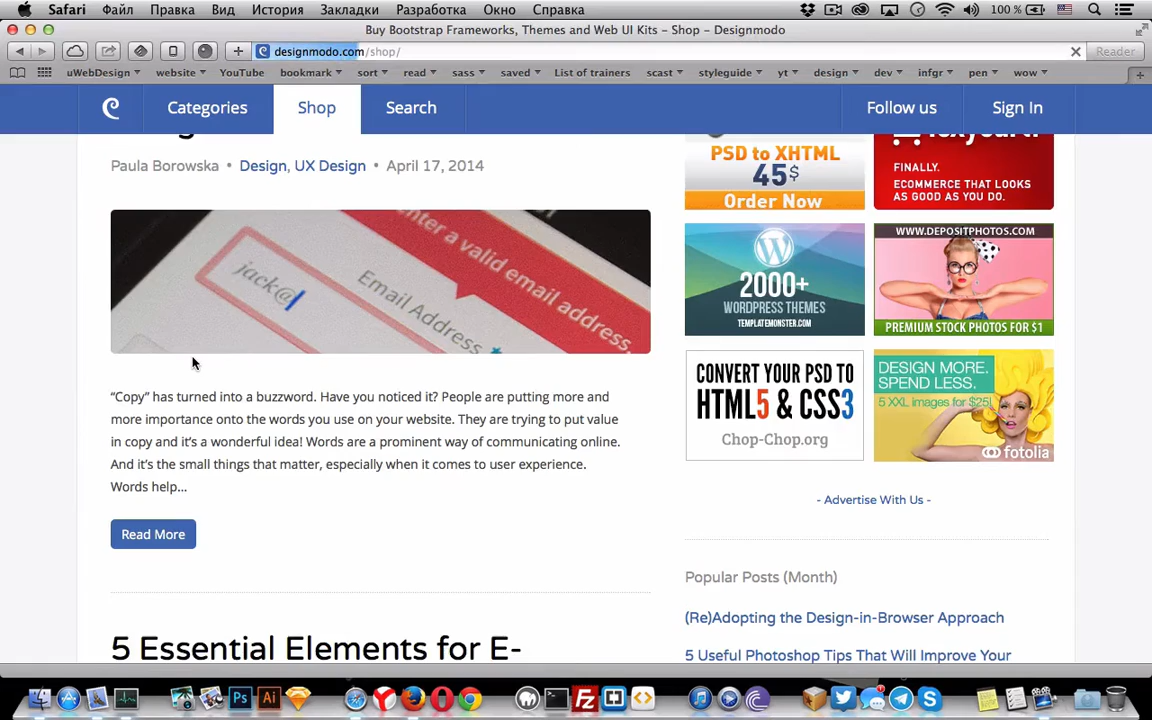 Safari Файл Правка Вид История Закладки Разработка Окно Справка 100 %
Buy Bootstrap Frameworks, Themes and Web UI Kits – Shop – Designmodo
designmodo.com/shop/ Reader
uWebDesign website YouTube bookmark sort read sass saved List of trainers scast styleguide yt design dev infgr pen wow
Categories Shop Search Follow us Sign In
Paula Borowska • Design, UX Design • April 17, 2014
enter a valid email address.
jack@
Email Address
“Copy” has turned into a buzzword. Have you noticed it? People are putting more and
more importance onto the words you use on your website. They are trying to put value
in copy and it’s a wonderful idea! Words are a prominent way of communicating online.
And it’s the small things that matter, especially when it comes to user experience.
Words help...
Read More
5 Essential Elements for E-
PSD to XHTML
45$
Order Now
FINALLY.
ECOMMERCE THAT LOOKS
AS GOOD AS YOU DO.
2000+
WORDPRESS THEMES
TEMPLATEMONSTER.COM
WWW.DEPOSITPHOTOS.COM
PREMIUM STOCK PHOTOS FOR $1
CONVERT YOUR PSD TO
HTML5 & CSS3
Chop-Chop.org
DESIGN MORE.
SPEND LESS.
5 XXL images for $25!
fotolia
- Advertise With Us -
Popular Posts (Month)
(Re)Adopting the Design-in-Browser Approach
5 Useful Photoshop Tips That Will Improve Your